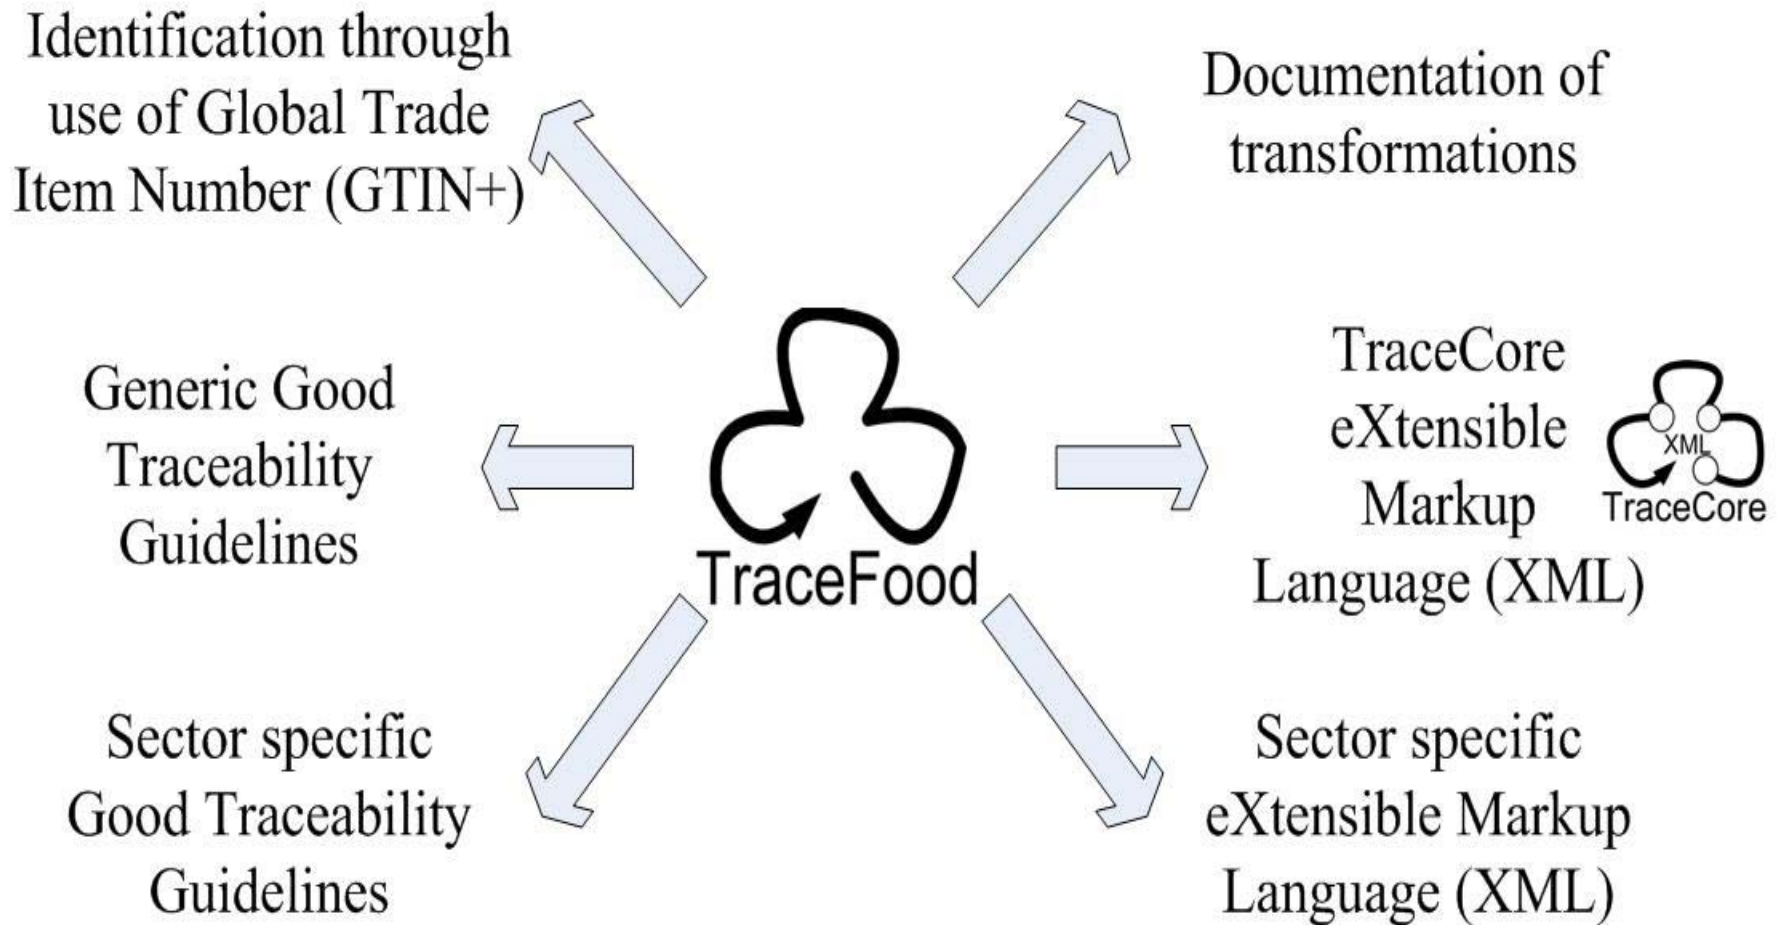 Identification through
use of Global Trade
Item Number (GTIN+)
Documentation of
transformations
Generic Good
Traceability
Guidelines
TraceFood
TraceCore
eXtensible
Markup
Language (XML)
XML
TraceCore
Sector specific
Good Traceability
Guidelines
Sector specific
eXtensible Markup
Language (XML)